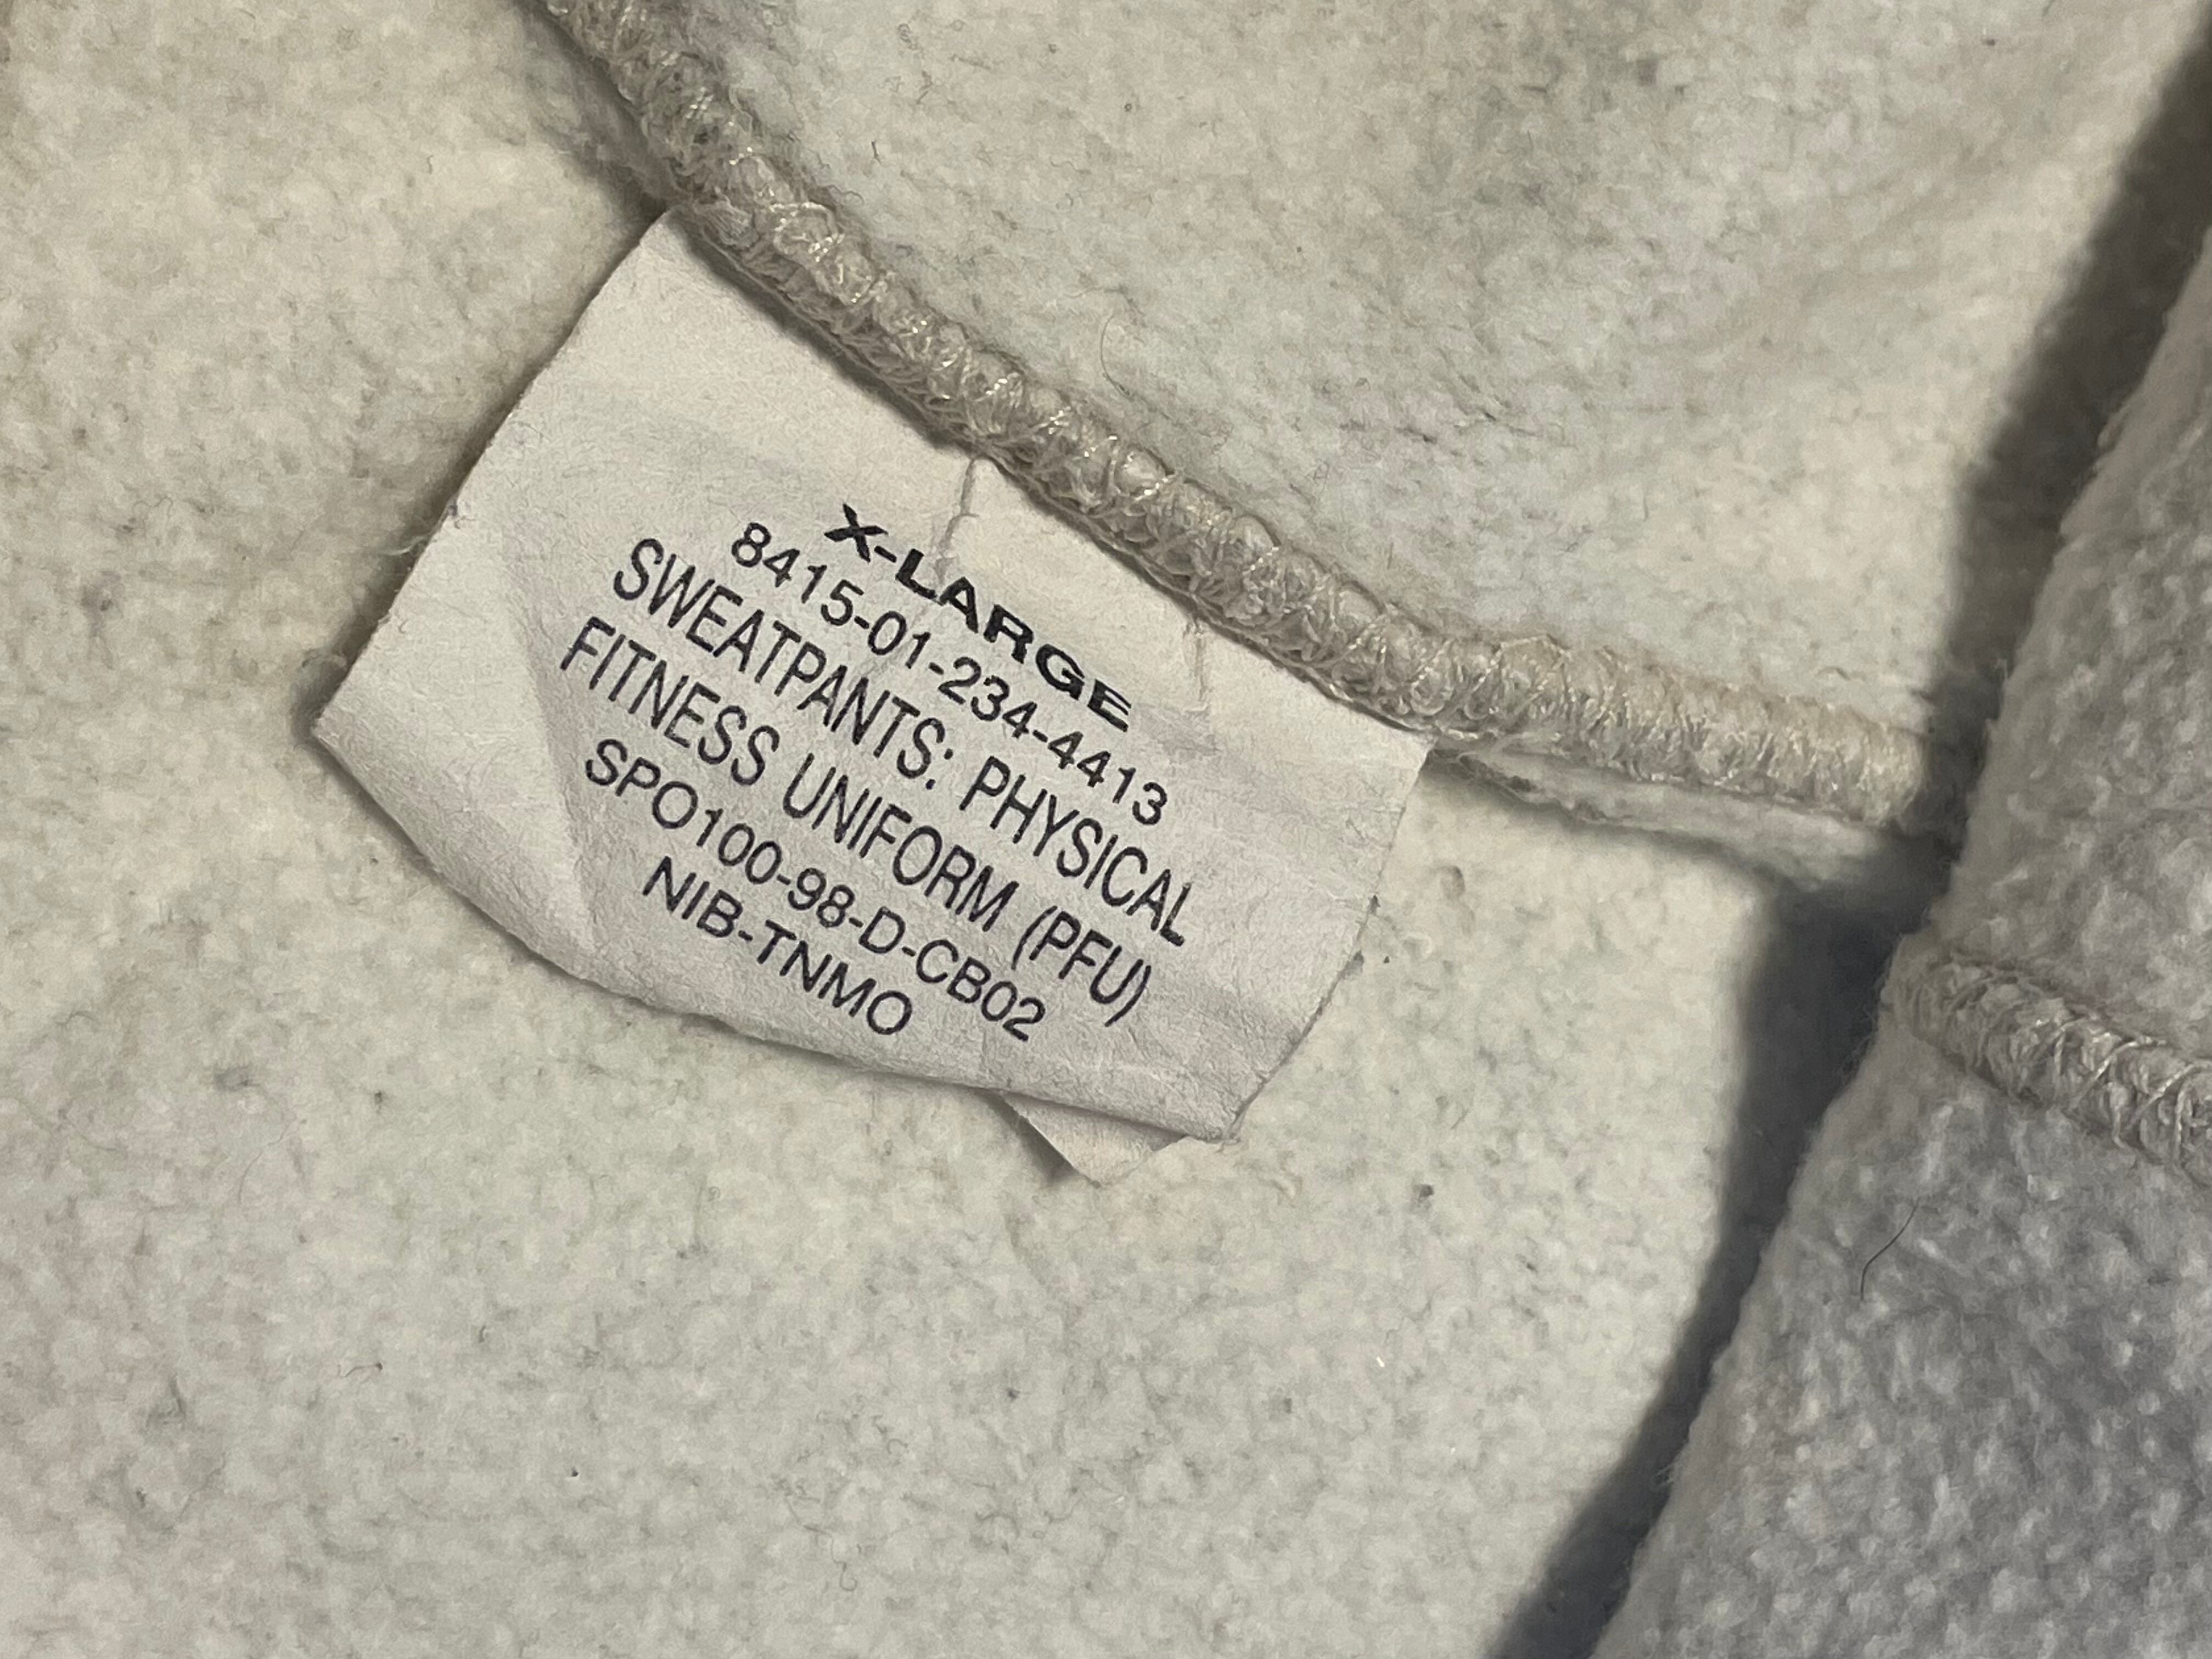 X-LARGE
8415-01-234-4413
SWEATPANTS: PHYSICAL
FITNESS UNIFORM (PFU)
SPO100-98-D-CB02
NIB-TNMO